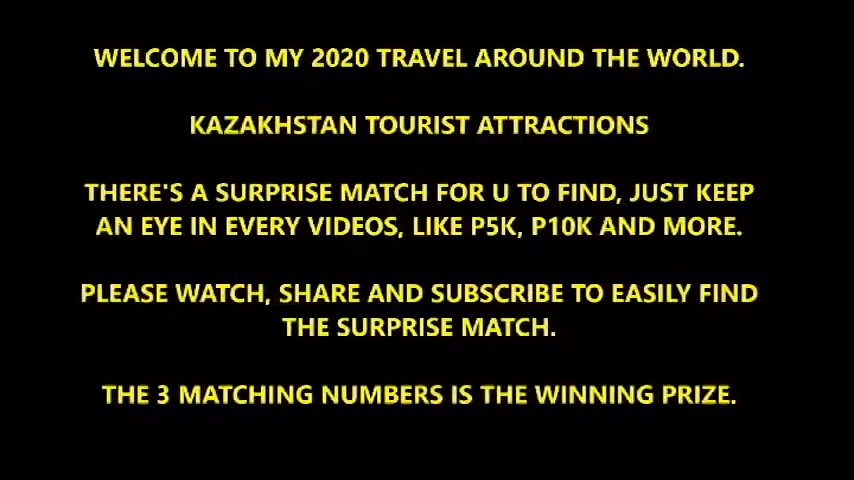 WELCOME TO MY 2020 TRAVEL AROUND THE WORLD.
KAZAKHSTAN TOURIST ATTRACTIONS
THERE'S A SURPRISE MATCH FOR U TO FIND, JUST KEEP
AN EYE IN EVERY VIDEOS, LIKE P5K, P10K AND MORE.
PLEASE WATCH, SHARE AND SUBSCRIBE TO EASILY FIND
THE SURPRISE MATCH.
THE 3 MATCHING NUMBERS IS THE WINNING PRIZE.